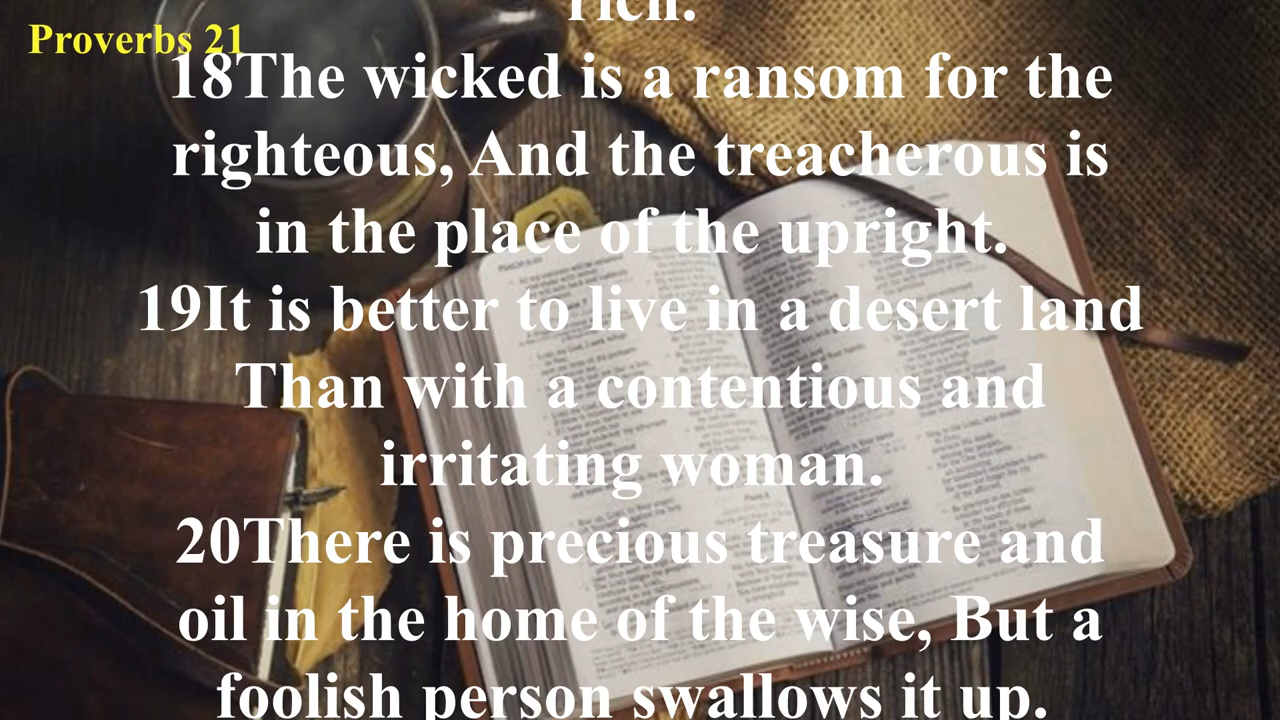 rich.
Proverbs 21
18The wicked is a ransom for the
righteous, And the treacherous is
in the place of the upright.
19It is better to live in a desert land
Than with a contentious and
irritating woman.
20There is precious treasure and
oil in the home of the wise, But a
foolish person swallows it up.